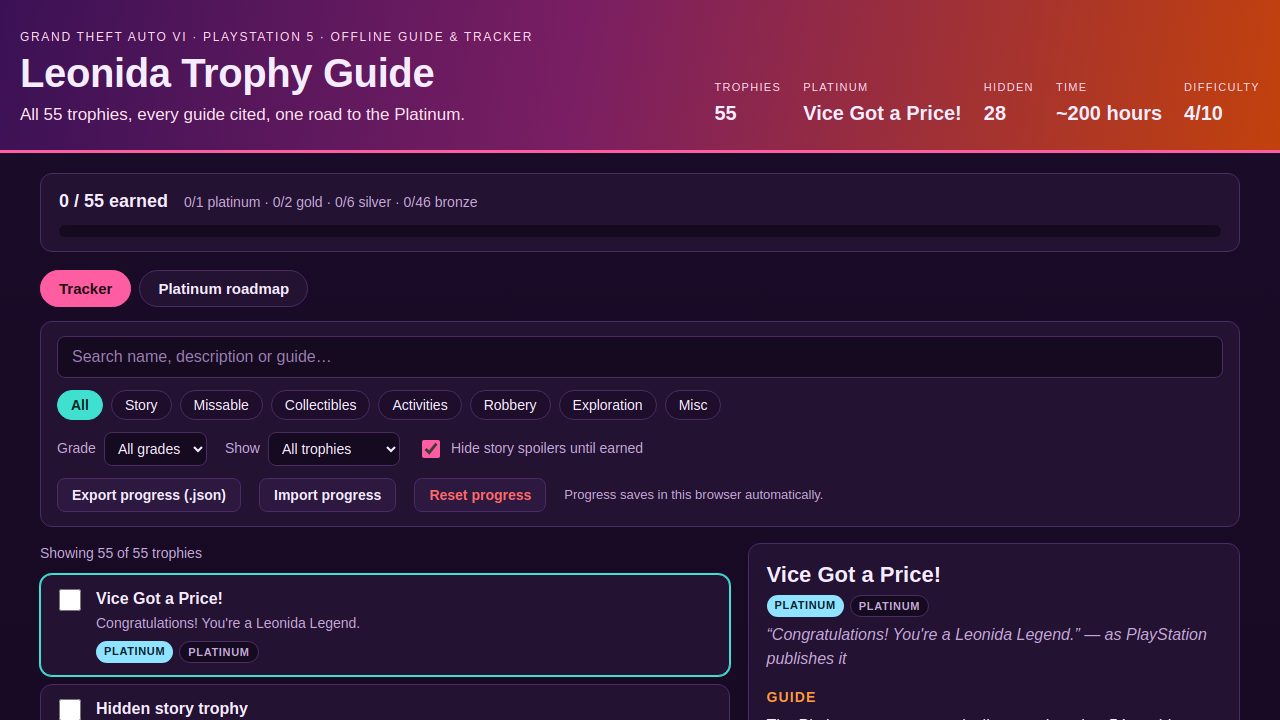 GRAND THEFT AUTO VI · PLAYSTATION 5 · OFFLINE GUIDE & TRACKER
Leonida Trophy Guide
All 55 trophies, every guide cited, one road to the Platinum.
TROPHIES
55
PLATINUM
Vice Got a Price!
HIDDEN
28
TIME
~200 hours
DIFFICULTY
4/10
0 / 55 earned 0/1 platinum · 0/2 gold · 0/6 silver · 0/46 bronze
Tracker Platinum roadmap
Search name, description or guide…
All Story Missable Collectibles Activities Robbery Exploration Misc
Grade All grades Show All trophies Hide story spoilers until earned
Export progress (.json) Import progress Reset progress Progress saves in this browser automatically.
Showing 55 of 55 trophies
Vice Got a Price!
Congratulations! You're a Leonida Legend.
PLATINUM PLATINUM
Hidden story trophy
Vice Got a Price!
PLATINUM PLATINUM
“Congratulations! You're a Leonida Legend.” — as PlayStation
publishes it
GUIDE